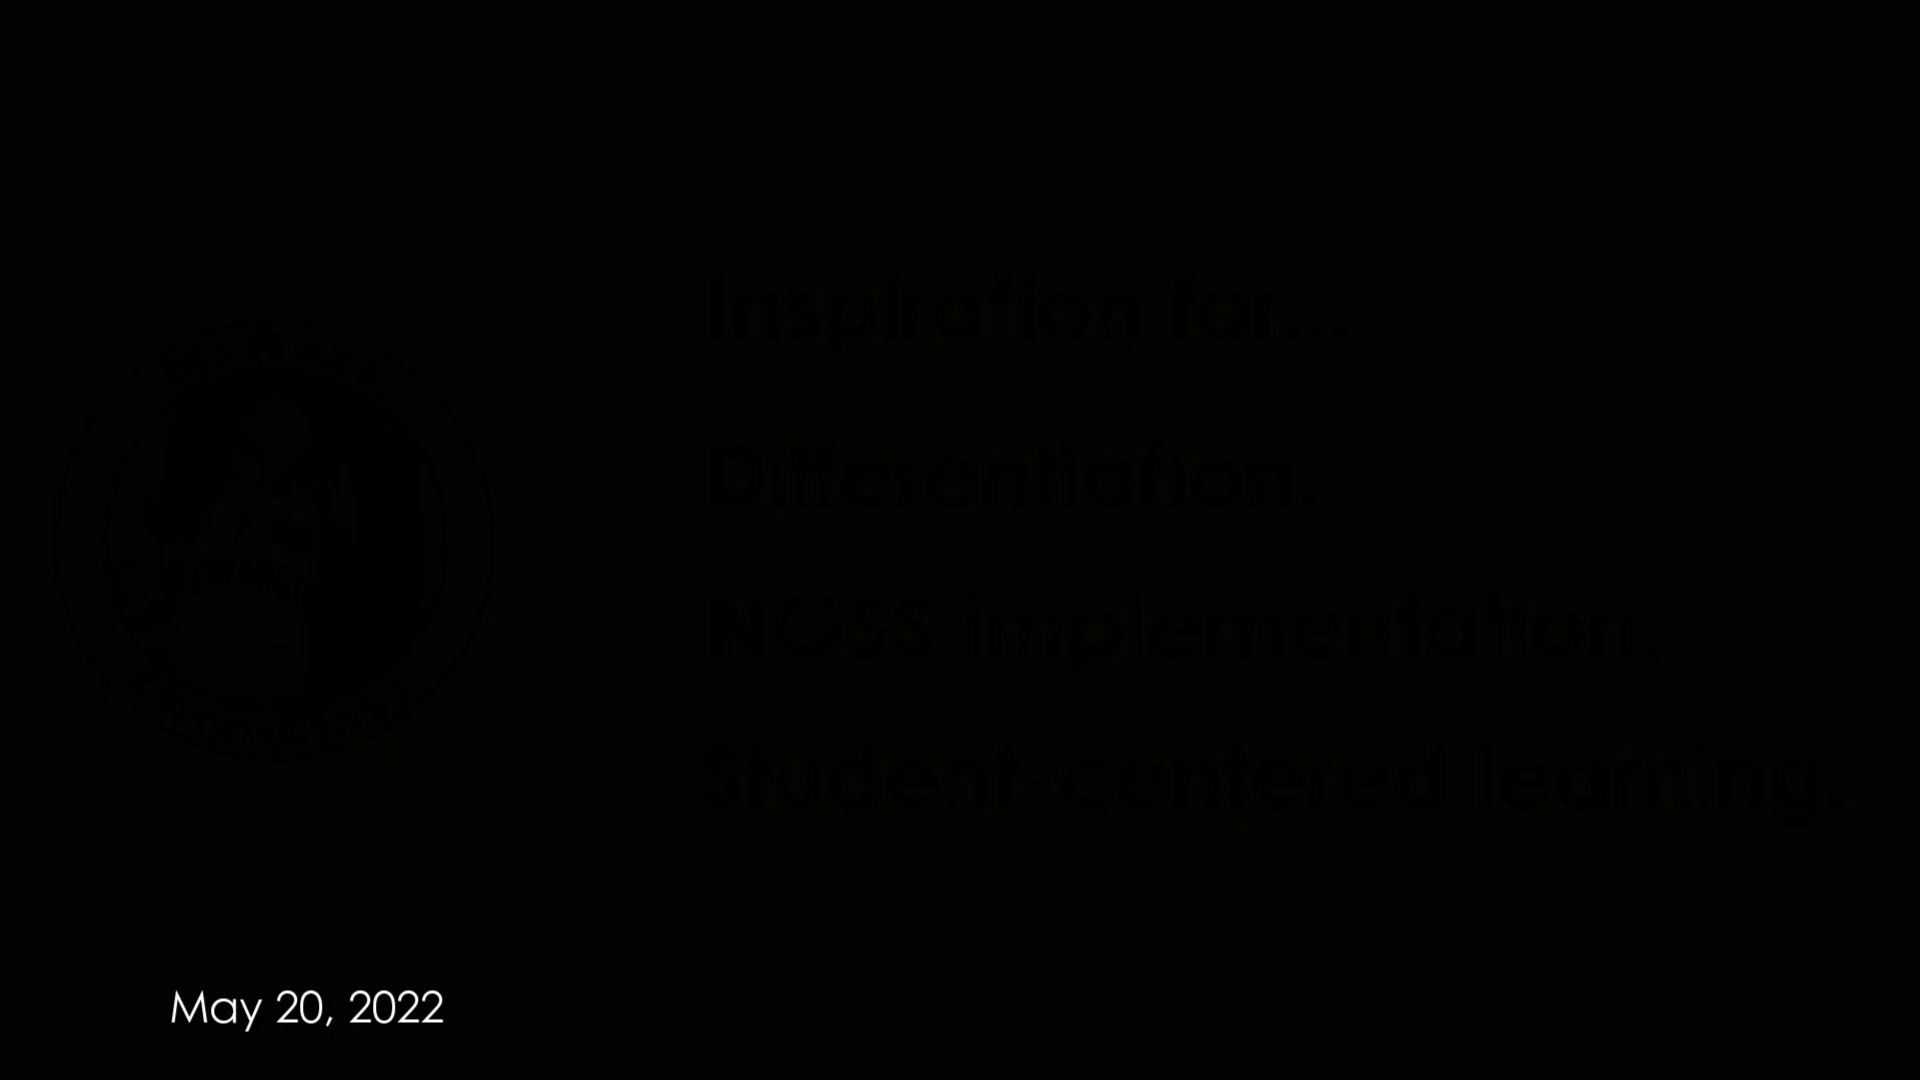 Inspiration for...
Differentiation.
NGSS implementation.
Student-centered learning.
May 20, 2022